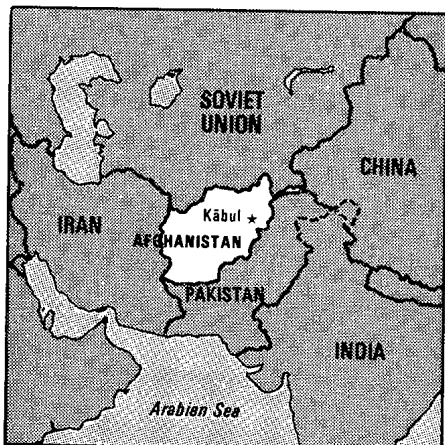 SOVIET
UNION
CHINA
Kābul
IRAN
AFGHANISTAN
PAKISTAN
INDIA
Arabian Sea